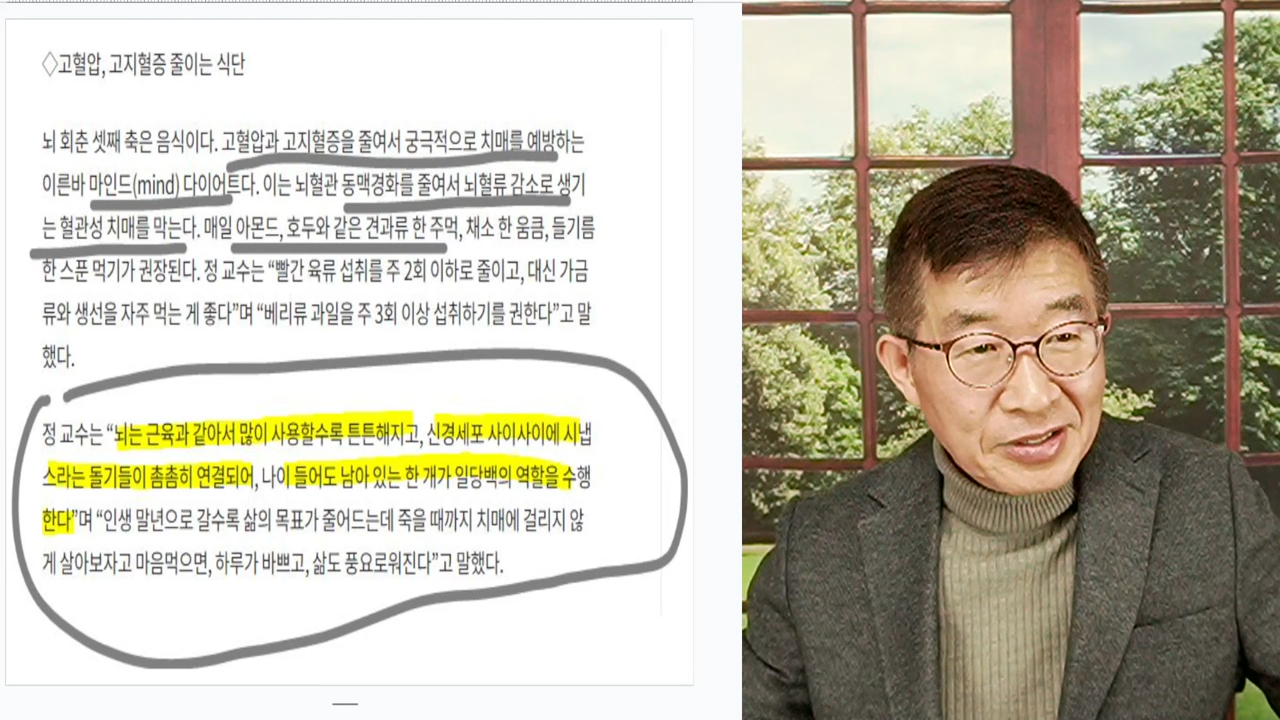 ◇고혈압, 고지혈증 줄이는 식단
뇌 회춘 셋째 축은 음식이다. 고혈압과 고지혈증을 줄여서 궁극적으로 치매를 예방하는
이른바 마인드(mind) 다이어트다. 이는 뇌혈관 동맥경화를 줄여서 뇌혈류 감소로 생기
는 혈관성 치매를 막는다. 매일 아몬드, 호두와 같은 견과류 한 주먹, 채소 한 움큼, 들기름
한 스푼 먹기가 권장된다. 정 교수는 “빨간 육류 섭취를 주 2회 이하로 줄이고, 대신 가금
류와 생선을 자주 먹는 게 좋다”며 “베리류 과일을 주 3회 이상 섭취하기를 권한다”고 말
했다.
정 교수는 “뇌는 근육과 같아서 많이 사용할수록 튼튼해지고, 신경세포 사이사이에 시냅
스라는 돌기들이 촘촘히 연결되어, 나이 들어도 남아 있는 한 개가 일당백의 역할을 수행
한다”며 “인생 말년으로 갈수록 삶의 목표가 줄어드는데 죽을 때까지 치매에 걸리지 않
게 살아보자고 마음먹으면, 하루가 바쁘고, 삶도 풍요로워진다”고 말했다.